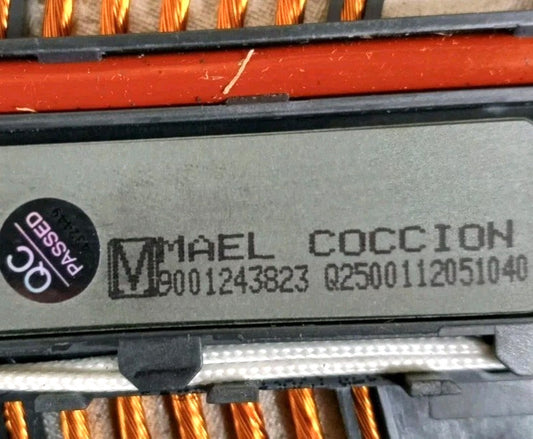 MAEL COCCION
9001243823 Q2500112051040
QC
PASSED